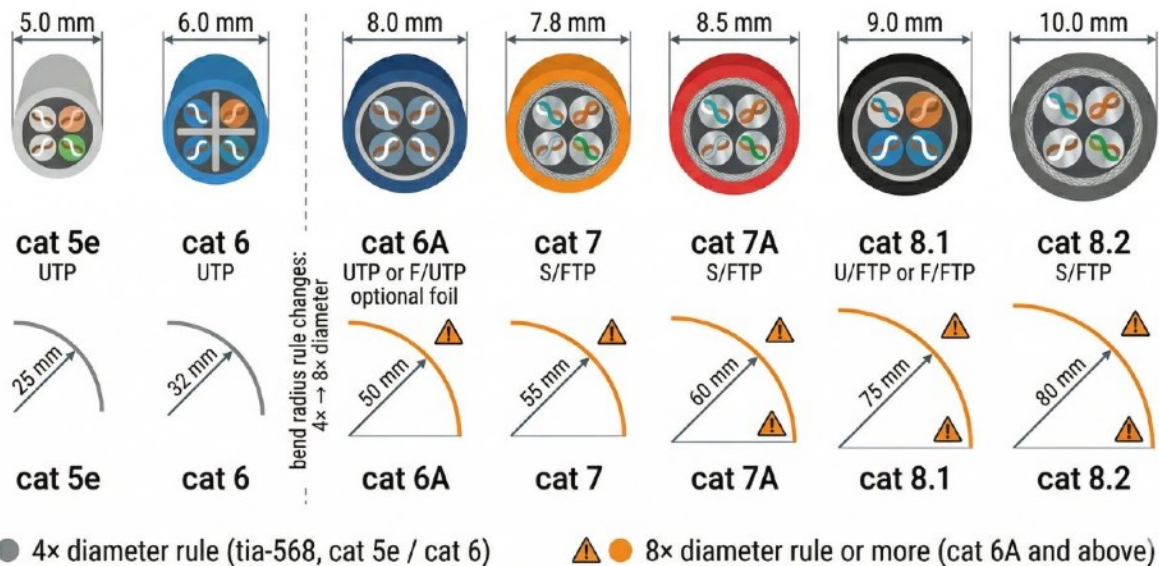 5.0 mm
6.0 mm
8.0 mm
7.8 mm
8.5 mm
9.0 mm
10.0 mm
cat 5e
UTP
cat 6
UTP
bend radius rule changes:
4× → 8× diameter
cat 6A
UTP or F/UTP
optional foil
cat 7
S/FTP
cat 7A
S/FTP
cat 8.1
U/FTP or F/FTP
cat 8.2
S/FTP
25 mm
32 mm
50 mm
55 mm
60 mm
75 mm
80 mm
cat 5e
cat 6
cat 6A
cat 7
cat 7A
cat 8.1
cat 8.2
4× diameter rule (tia-568, cat 5e / cat 6)
8× diameter rule or more (cat 6A and above)